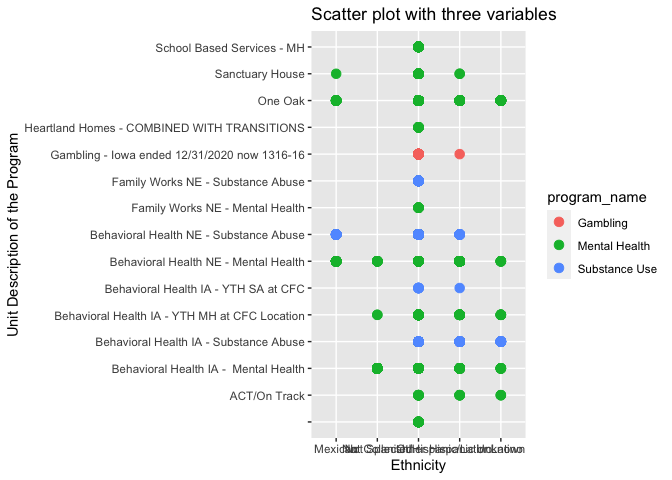 Scatter plot with three variables
School Based Services - MH
Sanctuary House
One Oak
Heartland Homes - COMBINED WITH TRANSITIONS
Gambling - Iowa ended 12/31/2020 now 1316-16
Family Works NE - Substance Abuse
Family Works NE - Mental Health
Behavioral Health NE - Substance Abuse
Behavioral Health NE - Mental Health
Behavioral Health IA - YTH SA at CFC
Behavioral Health IA - YTH MH at CFC Location
Behavioral Health IA - Substance Abuse
Behavioral Health IA -  Mental Health
ACT/On Track
Unit Description of the Program
Ethnicity
program_name
Gambling
Mental Health
Substance Use